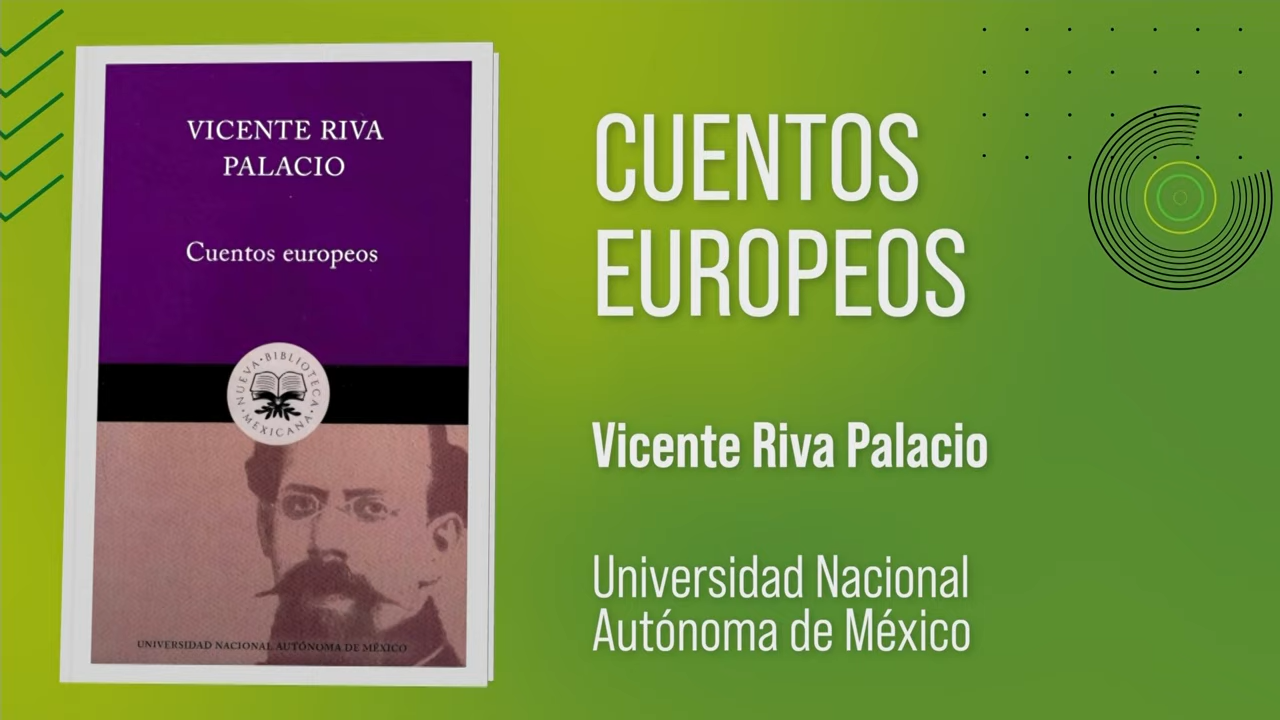 VICENTE RIVA
PALACIO
Cuentos europeos
NUEVA · BIBLIOTECA · MEXICANA ·
UNIVERSIDAD NACIONAL AUTÓNOMA DE MÉXICO
CUENTOS
EUROPEOS
Vicente Riva Palacio
Universidad Nacional
Autónoma de México